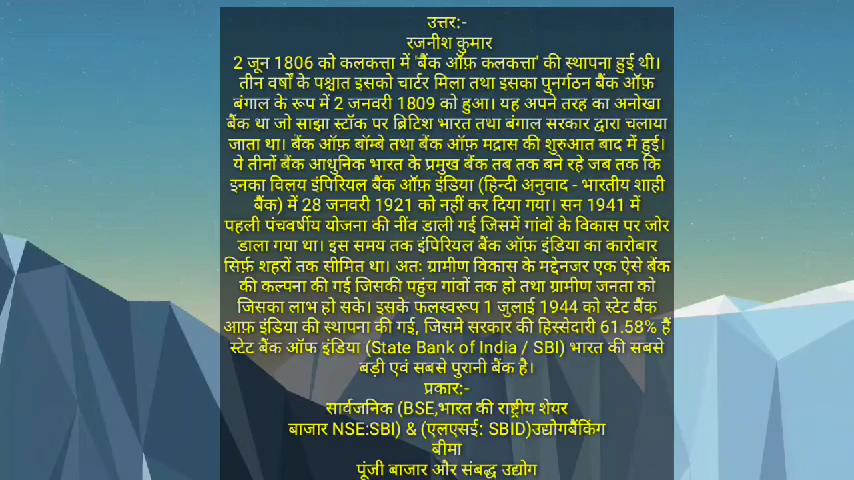 उत्तर:-
रजनीश कुमार
2 जून 1806 को कलकत्ता में 'बैंक ऑफ़ कलकत्ता' की स्थापना हुई थी।
तीन वर्षों के पश्चात इसको चार्टर मिला तथा इसका पुनर्गठन बैंक ऑफ़
बंगाल के रूप में 2 जनवरी 1809 को हुआ। यह अपने तरह का अनोखा
बैंक था जो साझा स्टॉक पर ब्रिटिश भारत तथा बंगाल सरकार द्वारा चलाया
जाता था। बैंक ऑफ़ बॉम्बे तथा बैंक ऑफ़ मद्रास की शुरुआत बाद में हुई।
ये तीनों बैंक आधुनिक भारत के प्रमुख बैंक तब तक बने रहे जब तक कि
इनका विलय इंपिरियल बैंक ऑफ़ इंडिया (हिन्दी अनुवाद - भारतीय शाही
बैंक) में 28 जनवरी 1921 को नहीं कर दिया गया। सन 1941 में
पहली पंचवर्षीय योजना की नींव डाली गई जिसमें गांवों के विकास पर जोर
डाला गया था। इस समय तक इंपिरियल बैंक ऑफ़ इंडिया का कारोबार
सिर्फ़ शहरों तक सीमित था। अतः ग्रामीण विकास के मद्देनजर एक ऐसे बैंक
की कल्पना की गई जिसकी पहुंच गांवों तक हो तथा ग्रामीण जनता को
जिसका लाभ हो सके। इसके फलस्वरूप 1 जुलाई 1944 को स्टेट बैंक
आफ़ इंडिया की स्थापना की गई, जिसमे सरकार की हिस्सेदारी 61.58% हैं
स्टेट बैंक ऑफ इंडिया (State Bank of India / SBI) भारत की सबसे
बड़ी एवं सबसे पुरानी बैंक है।
प्रकार:-
सार्वजनिक (BSE,भारत की राष्ट्रीय शेयर
बाजार NSE:SBI) & (एलएसई: SBID)उद्योगबैंकिंग
बीमा
पूंजी बाजार और संबद्ध उद्योग